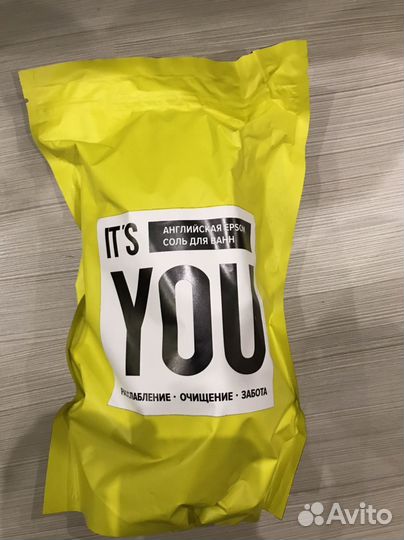 IT'S
АНГЛИЙСКАЯ EPSOM
СОЛЬ ДЛЯ ВАНН
YOU
РАССЛАБЛЕНИЕ · ОЧИЩЕНИЕ · ЗАБОТА
Avito